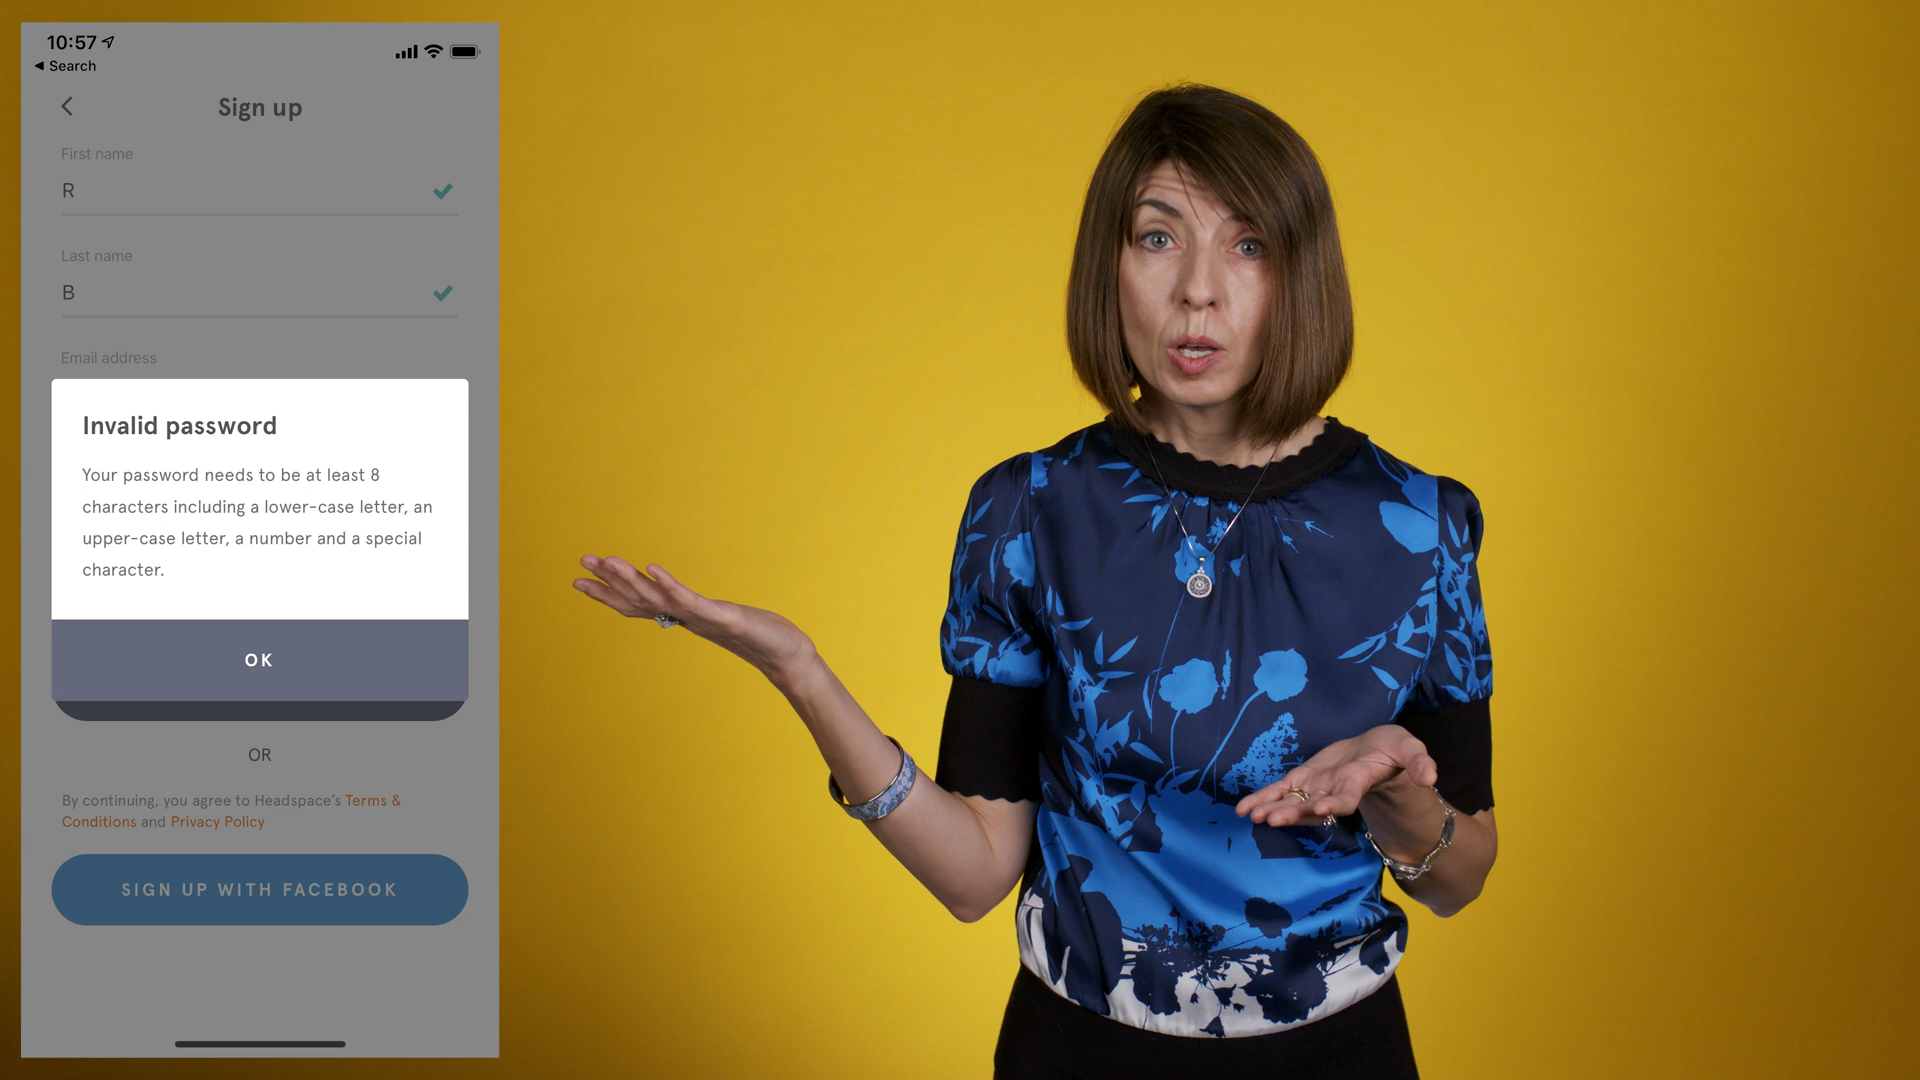 10:57
Search
Sign up
First name
R
Last name
B
Email address
Invalid password
Your password needs to be at least 8
characters including a lower-case letter, an
upper-case letter, a number and a special
character.
OK
OR
By continuing, you agree to Headspace's Terms &
Conditions and Privacy Policy
SIGN UP WITH FACEBOOK